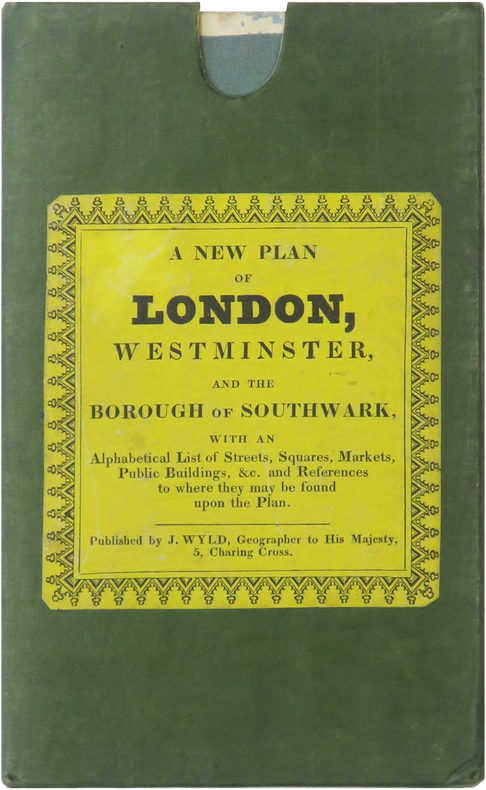 A NEW PLAN
OF
LONDON,
WESTMINSTER,
AND THE
BOROUGH OF SOUTHWARK,
WITH AN
Alphabetical List of Streets, Squares, Markets,
Public Buildings, &c. and References
to where they may be found
upon the Plan.
Published by J. WYLD, Geographer to His Majesty,
5, Charing Cross.